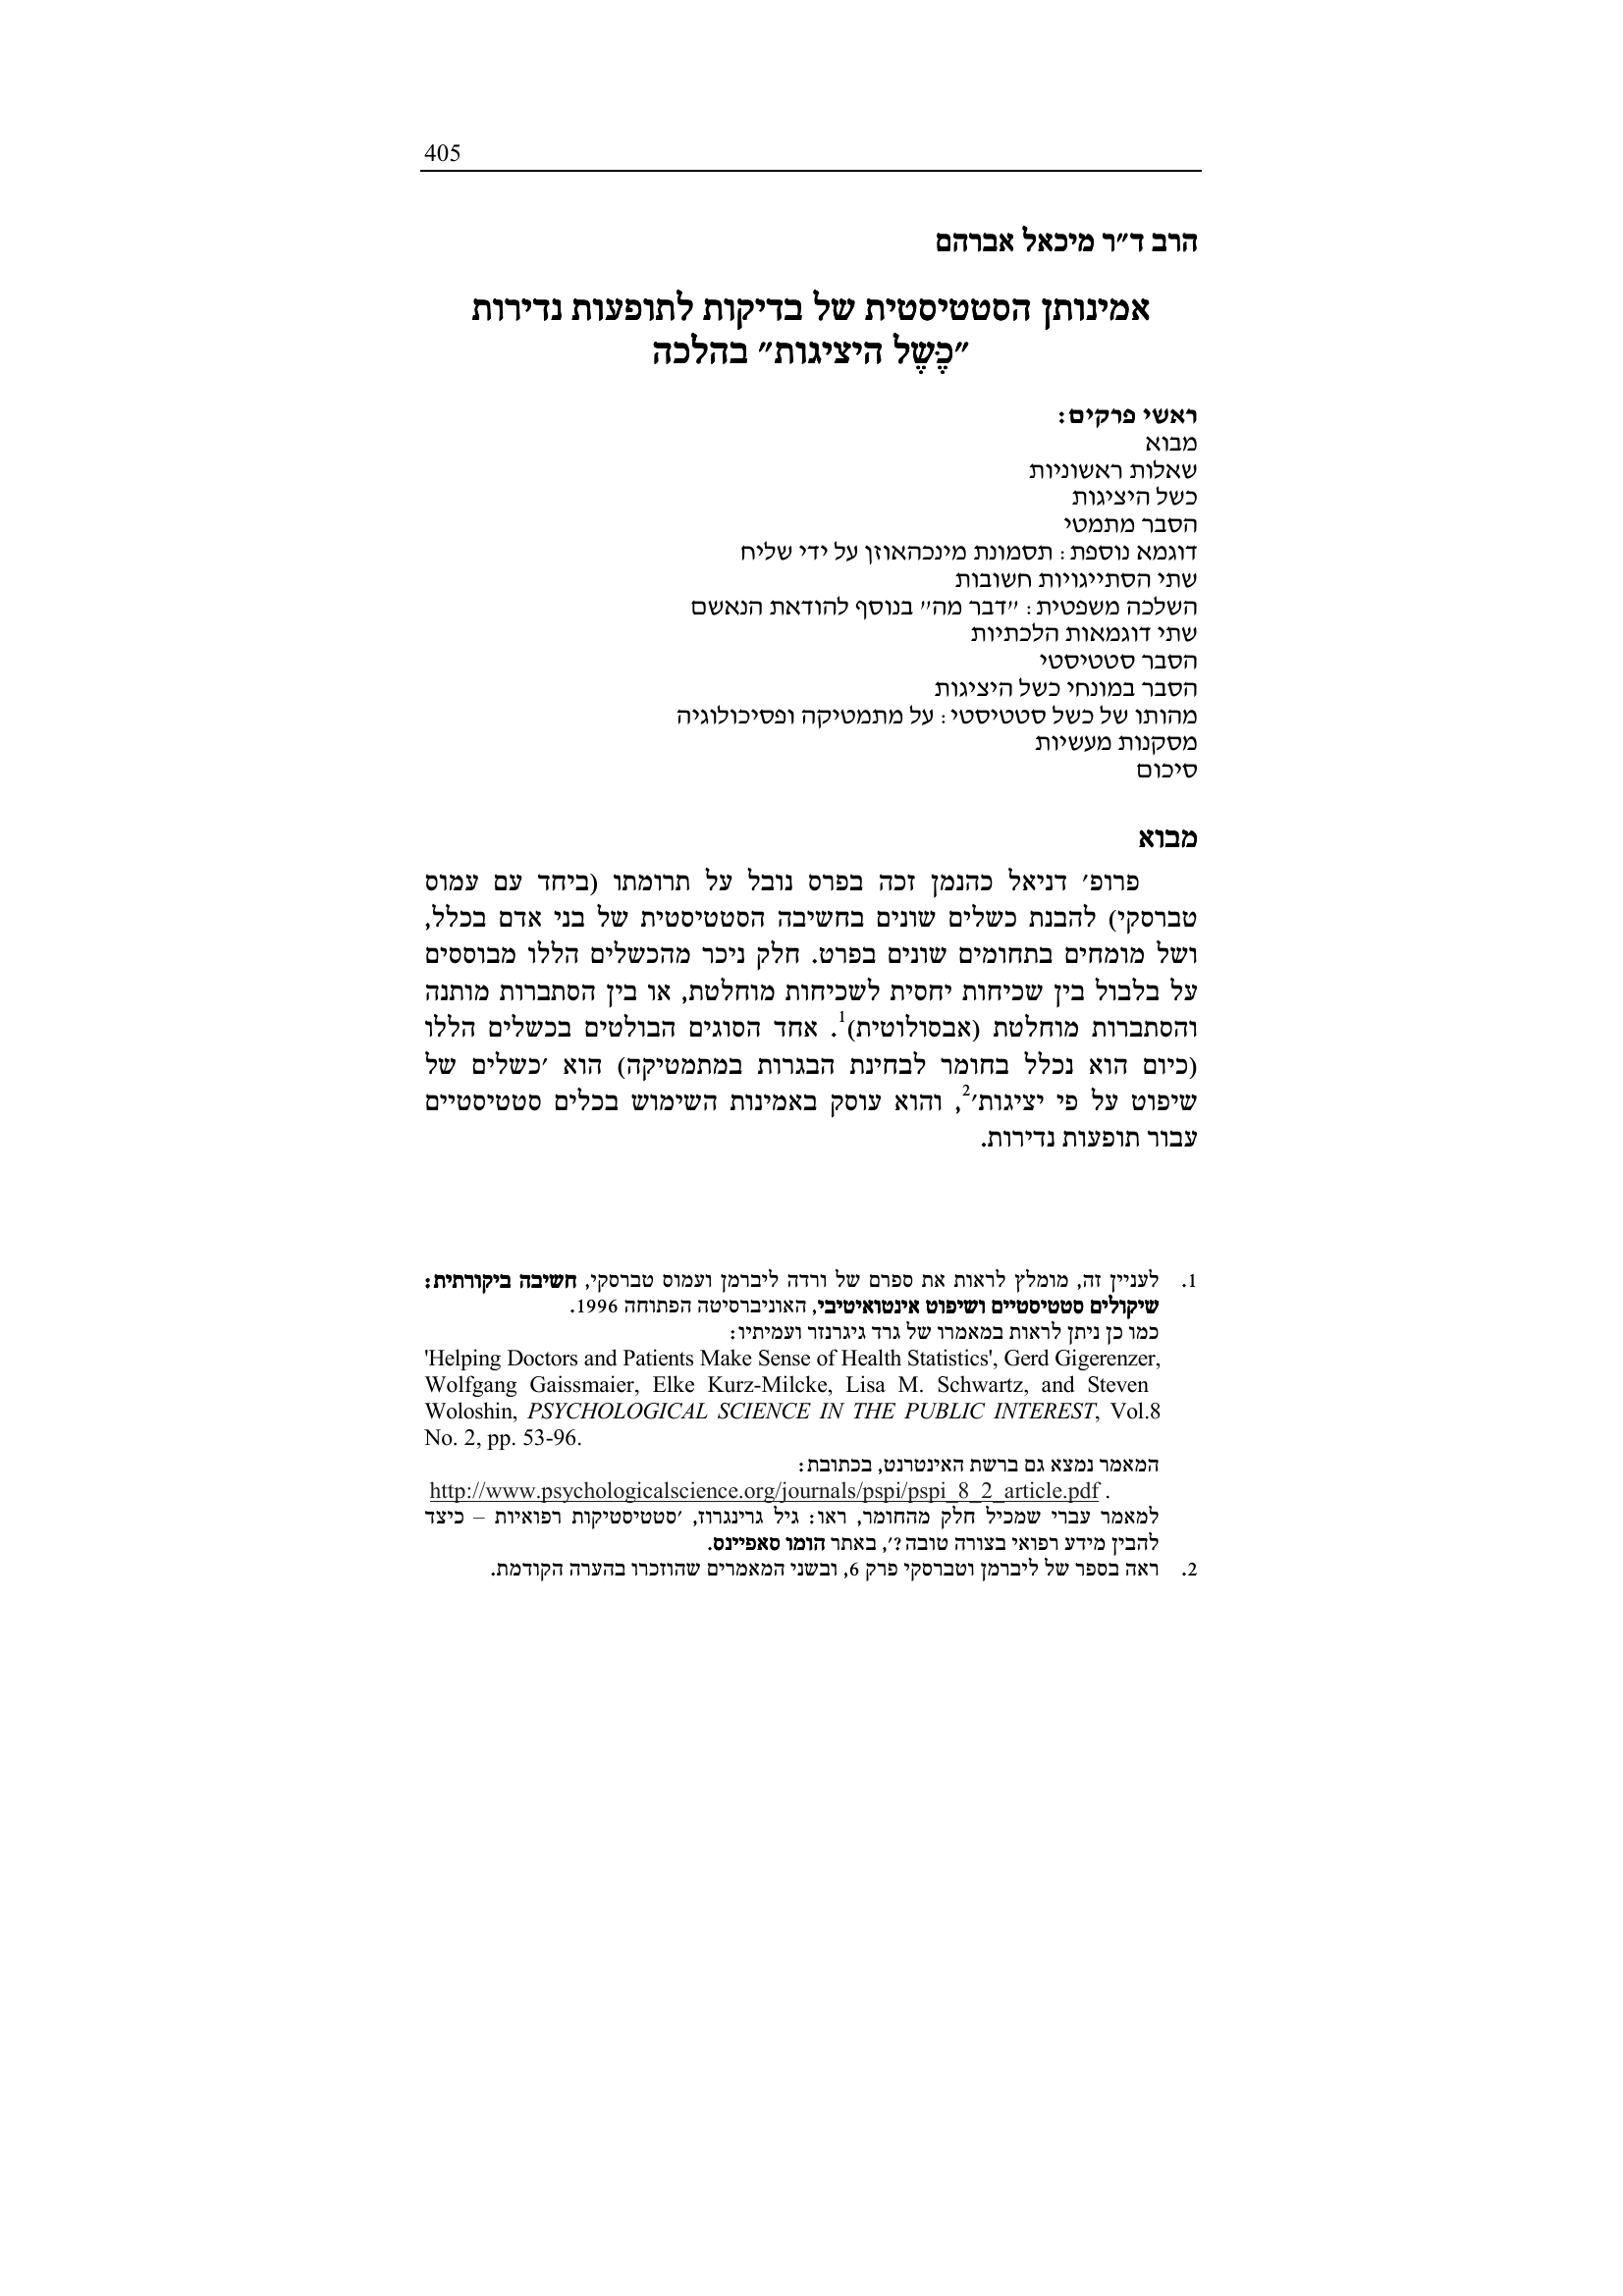 405
הרב ד״ר מיכאל אברהם
אמינותן הסטטיסטית של בדיקות לתופעות נדירות
״כֶּשֶׁל היציגות״ בהלכה
ראשי פרקים:
מבוא
שאלות ראשוניות
כשל היציגות
הסבר מתמטי
דוגמא נוספת: תסמונת מינכהאוזן על ידי שליח
שתי הסתייגויות חשובות
השלכה משפטית: ״דבר מה״ בנוסף להודאת הנאשם
שתי דוגמאות הלכתיות
הסבר סטטיסטי
הסבר במונחי כשל היציגות
מהותו של כשל סטטיסטי: על מתמטיקה ופסיכולוגיה
מסקנות מעשיות
סיכום
מבוא
פרופ׳ דניאל כהנמן זכה בפרס נובל על תרומתו (ביחד עם עמוס
טברסקי) להבנת כשלים שונים בחשיבה הסטטיסטית של בני אדם בכלל,
ושל מומחים בתחומים שונים בפרט. חלק ניכר מהכשלים הללו מבוססים
על בלבול בין שכיחות יחסית לשכיחות מוחלטת, או בין הסתברות מותנה
והסתברות מוחלטת (אבסולוטית)1. אחד הסוגים הבולטים בכשלים הללו
(כיום הוא נכלל בחומר לבחינת הבגרות במתמטיקה) הוא ׳כשלים של
שיפוט על פי יציגות׳2, והוא עוסק באמינות השימוש בכלים סטטיסטיים
עבור תופעות נדירות.
1. לעניין זה, מומלץ לראות את ספרם של ורדה ליברמן ועמוס טברסקי, חשיבה ביקורתית:
שיקולים סטטיסטיים ושיפוט אינטואיטיבי, האוניברסיטה הפתוחה 1996.
כמו כן ניתן לראות במאמרו של גרד גיגרנזר ועמיתיו:
'Helping Doctors and Patients Make Sense of Health Statistics', Gerd Gigerenzer,
Wolfgang Gaissmaier, Elke Kurz-Milcke, Lisa M. Schwartz, and Steven
Woloshin, PSYCHOLOGICAL SCIENCE IN THE PUBLIC INTEREST, Vol.8
No. 2, pp. 53-96.
המאמר נמצא גם ברשת האינטרנט, בכתובת:
http://www.psychologicalscience.org/journals/pspi/pspi_8_2_article.pdf .
למאמר עברי שמכיל חלק מהחומר, ראו: גיל גרינגרוז, ׳סטטיסטיקות רפואיות – כיצד
להבין מידע רפואי בצורה טובה?׳, באתר הומו סאפיינס.
2. ראה בספר של ליברמן וטברסקי פרק 6, ובשני המאמרים שהוזכרו בהערה הקודמת.